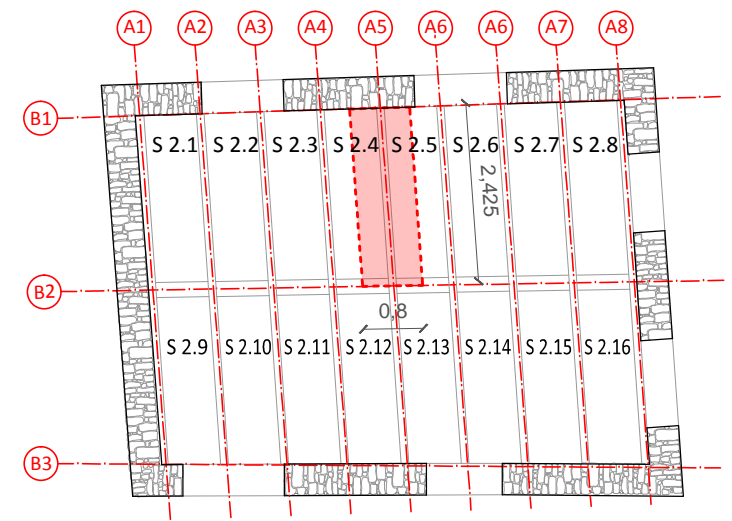 A1 A2 A3 A4 A5 A6 A6 A7 A8
B1
S 2.1 S 2.2 S 2.3 S 2.4 S 2.5 S 2.6 S 2.7 S 2.8
2,425
B2
0,8
S 2.9 S 2.10 S 2.11 S 2.12 S 2.13 S 2.14 S 2.15 S 2.16
B3